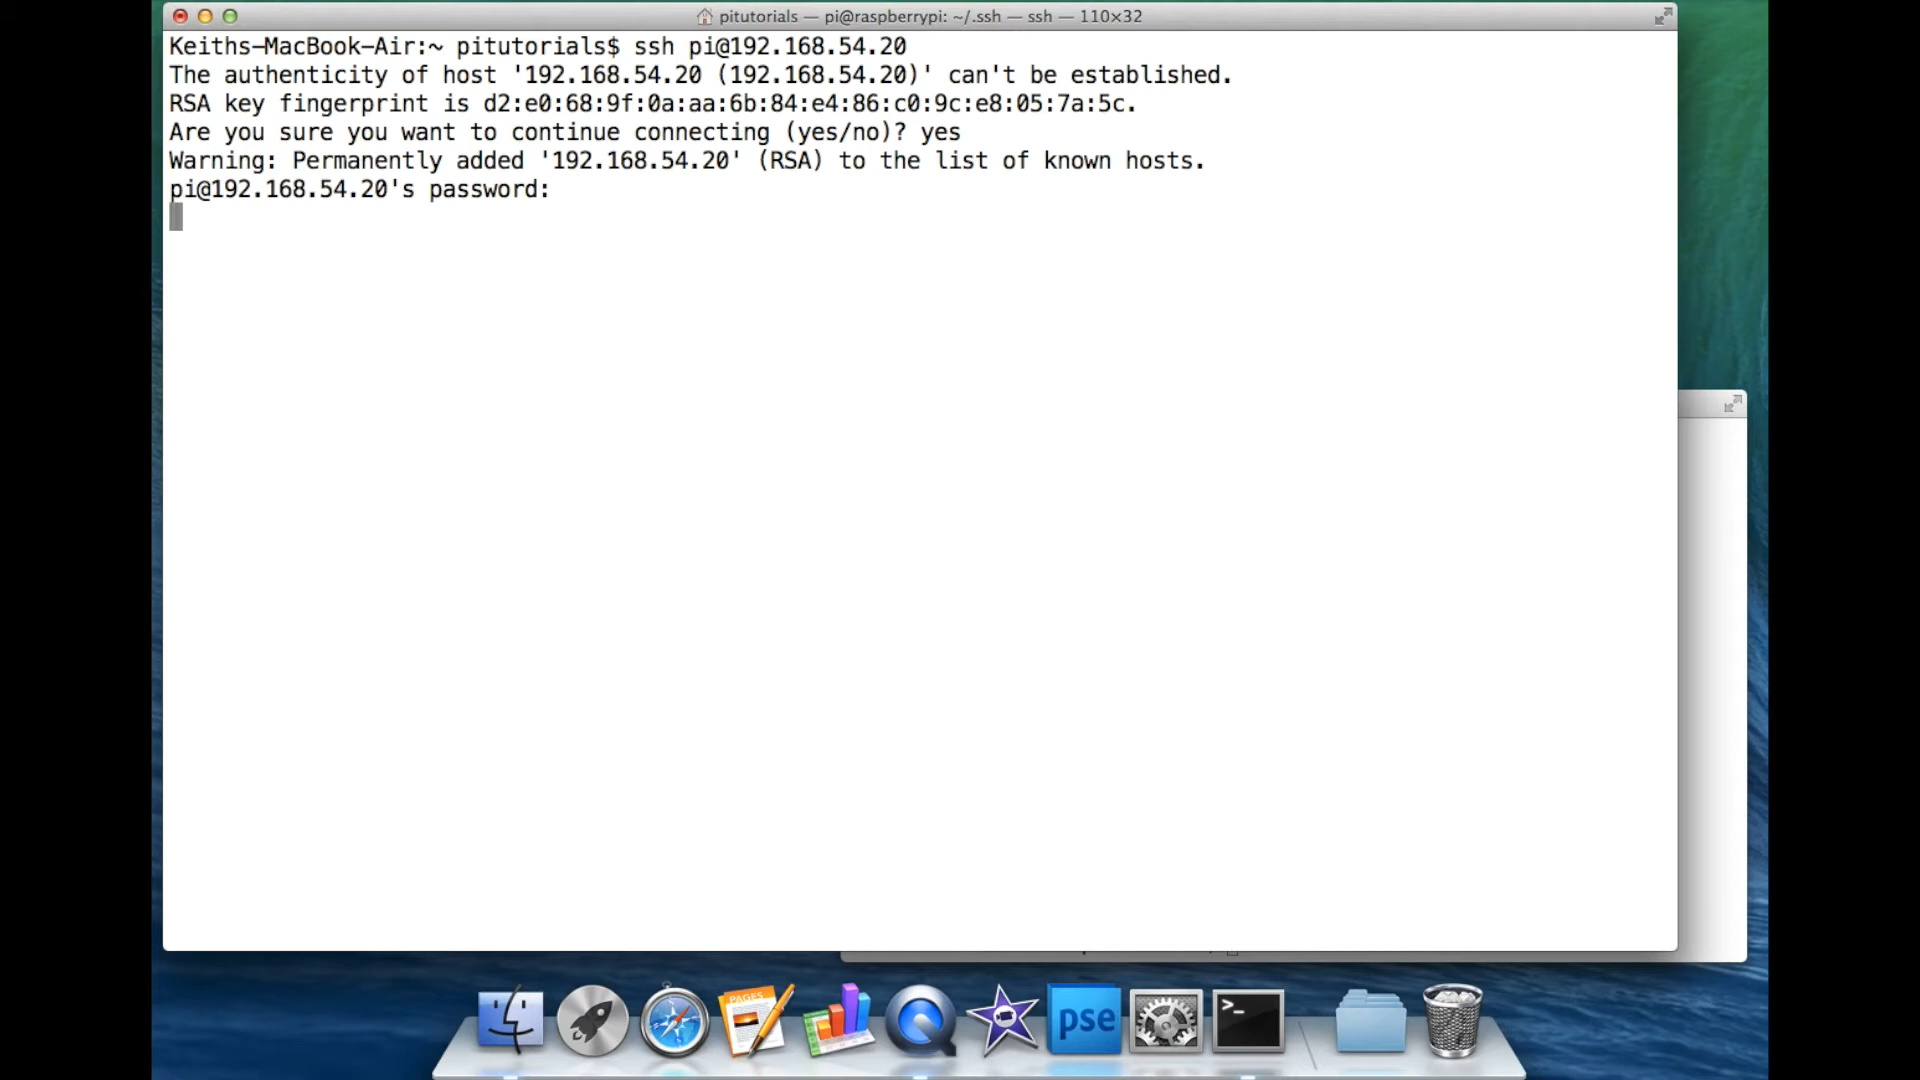 pitutorials — pi@raspberrypi: ~/.ssh — ssh — 110×32
Keiths-MacBook-Air:~ pitutorials$ ssh pi@192.168.54.20
The authenticity of host '192.168.54.20 (192.168.54.20)' can't be established.
RSA key fingerprint is d2:e0:68:9f:0a:aa:6b:84:e4:86:c0:9c:e8:05:7a:5c.
Are you sure you want to continue connecting (yes/no)? yes
Warning: Permanently added '192.168.54.20' (RSA) to the list of known hosts.
pi@192.168.54.20's password:
PAGES
pse
>_